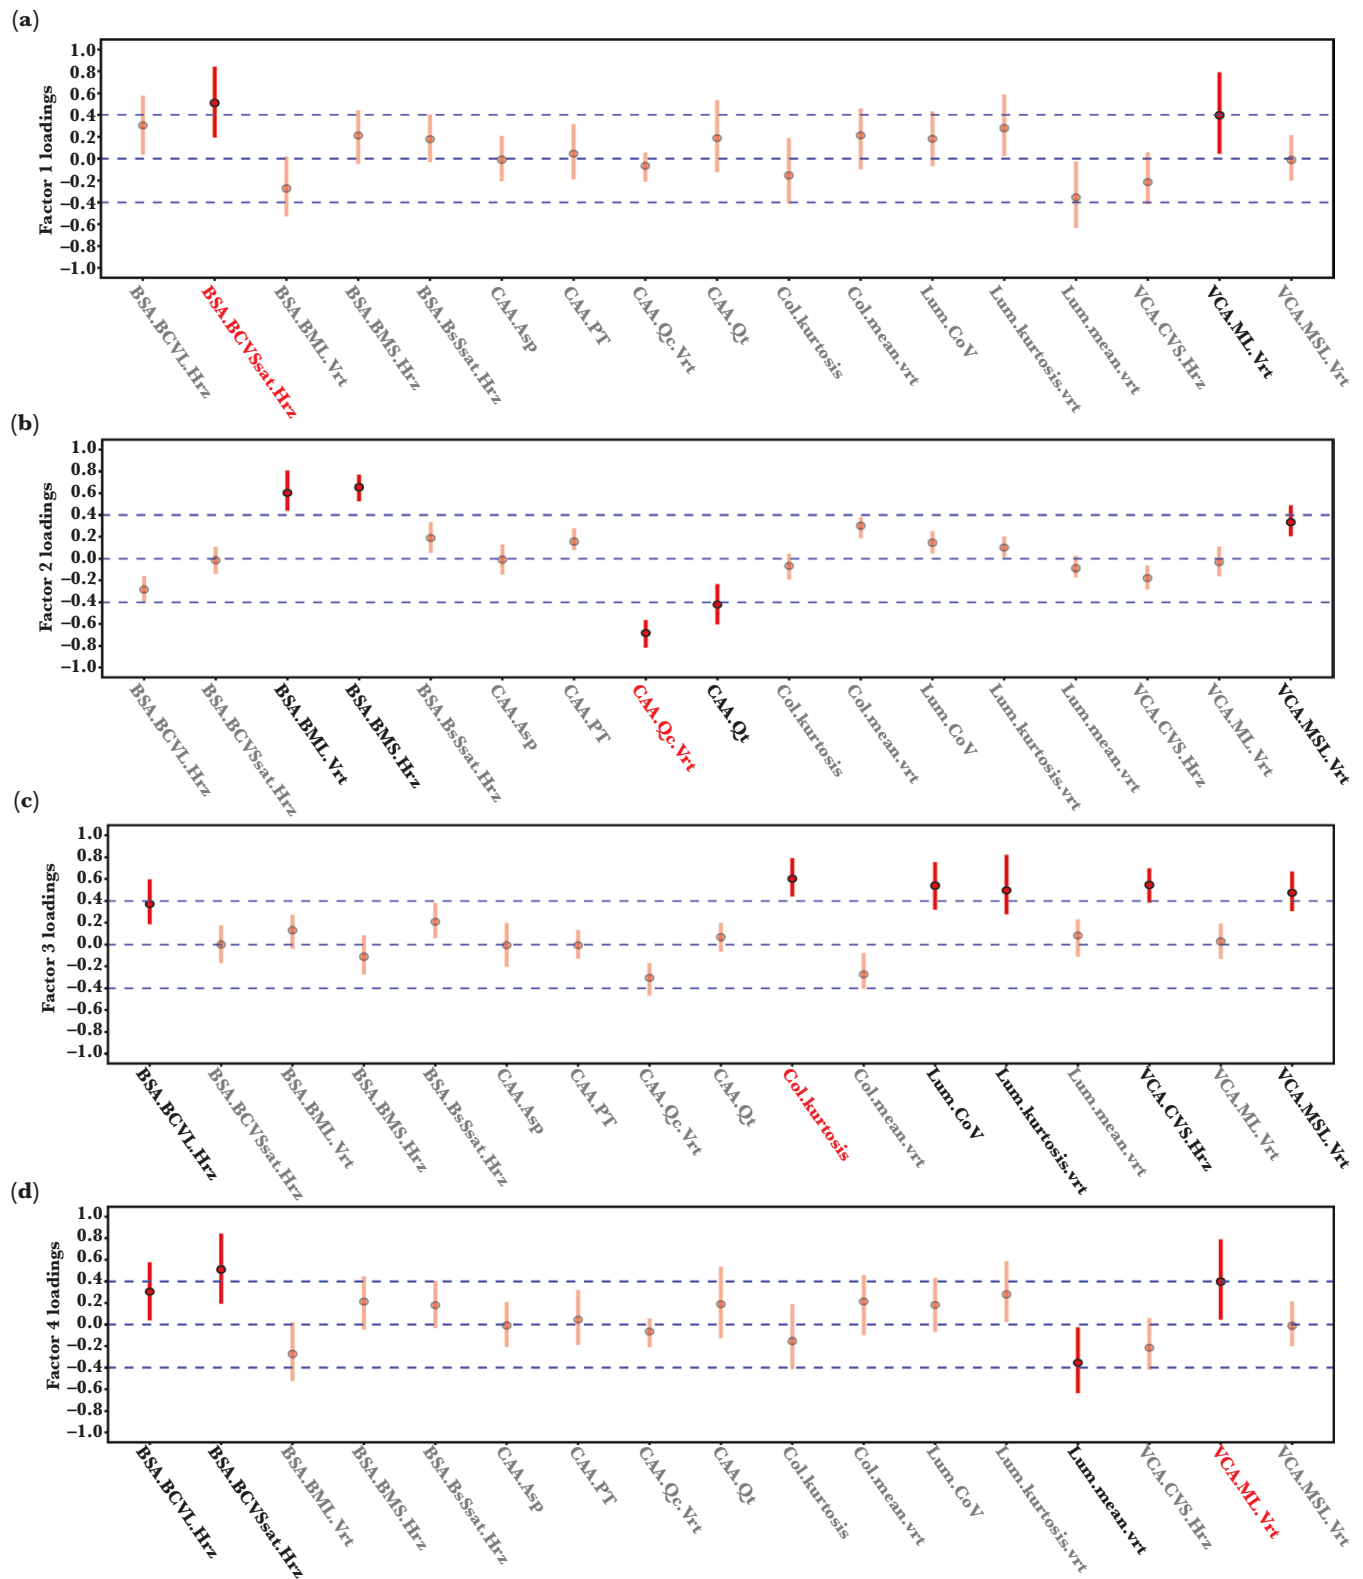 (a)
Factor 1 loadings
1.0
0.8
0.6
0.4
0.2
0.0
−0.2
−0.4
−0.6
−0.8
−1.0
BSA.BCVL.Hrz
BSA.BCVSsat.Hrz
BSA.BML.Vrt
BSA.BMS.Hrz
BSA.BsSsat.Hrz
CAA.Asp
CAA.PT
CAA.Qc.Vrt
CAA.Qt
Col.kurtosis
Col.mean.vrt
Lum.CoV
Lum.kurtosis.vrt
Lum.mean.vrt
VCA.CVS.Hrz
VCA.ML.Vrt
VCA.MSL.Vrt
(b)
Factor 2 loadings
1.0
0.8
0.6
0.4
0.2
0.0
−0.2
−0.4
−0.6
−0.8
−1.0
BSA.BCVL.Hrz
BSA.BCVSsat.Hrz
BSA.BML.Vrt
BSA.BMS.Hrz
BSA.BsSsat.Hrz
CAA.Asp
CAA.PT
CAA.Qc.Vrt
CAA.Qt
Col.kurtosis
Col.mean.vrt
Lum.CoV
Lum.kurtosis.vrt
Lum.mean.vrt
VCA.CVS.Hrz
VCA.ML.Vrt
VCA.MSL.Vrt
(c)
Factor 3 loadings
1.0
0.8
0.6
0.4
0.2
0.0
−0.2
−0.4
−0.6
−0.8
−1.0
BSA.BCVL.Hrz
BSA.BCVSsat.Hrz
BSA.BML.Vrt
BSA.BMS.Hrz
BSA.BsSsat.Hrz
CAA.Asp
CAA.PT
CAA.Qc.Vrt
CAA.Qt
Col.kurtosis
Col.mean.vrt
Lum.CoV
Lum.kurtosis.vrt
Lum.mean.vrt
VCA.CVS.Hrz
VCA.ML.Vrt
VCA.MSL.Vrt
(d)
Factor 4 loadings
1.0
0.8
0.6
0.4
0.2
0.0
−0.2
−0.4
−0.6
−0.8
−1.0
BSA.BCVL.Hrz
BSA.BCVSsat.Hrz
BSA.BML.Vrt
BSA.BMS.Hrz
BSA.BsSsat.Hrz
CAA.Asp
CAA.PT
CAA.Qc.Vrt
CAA.Qt
Col.kurtosis
Col.mean.vrt
Lum.CoV
Lum.kurtosis.vrt
Lum.mean.vrt
VCA.CVS.Hrz
VCA.ML.Vrt
VCA.MSL.Vrt